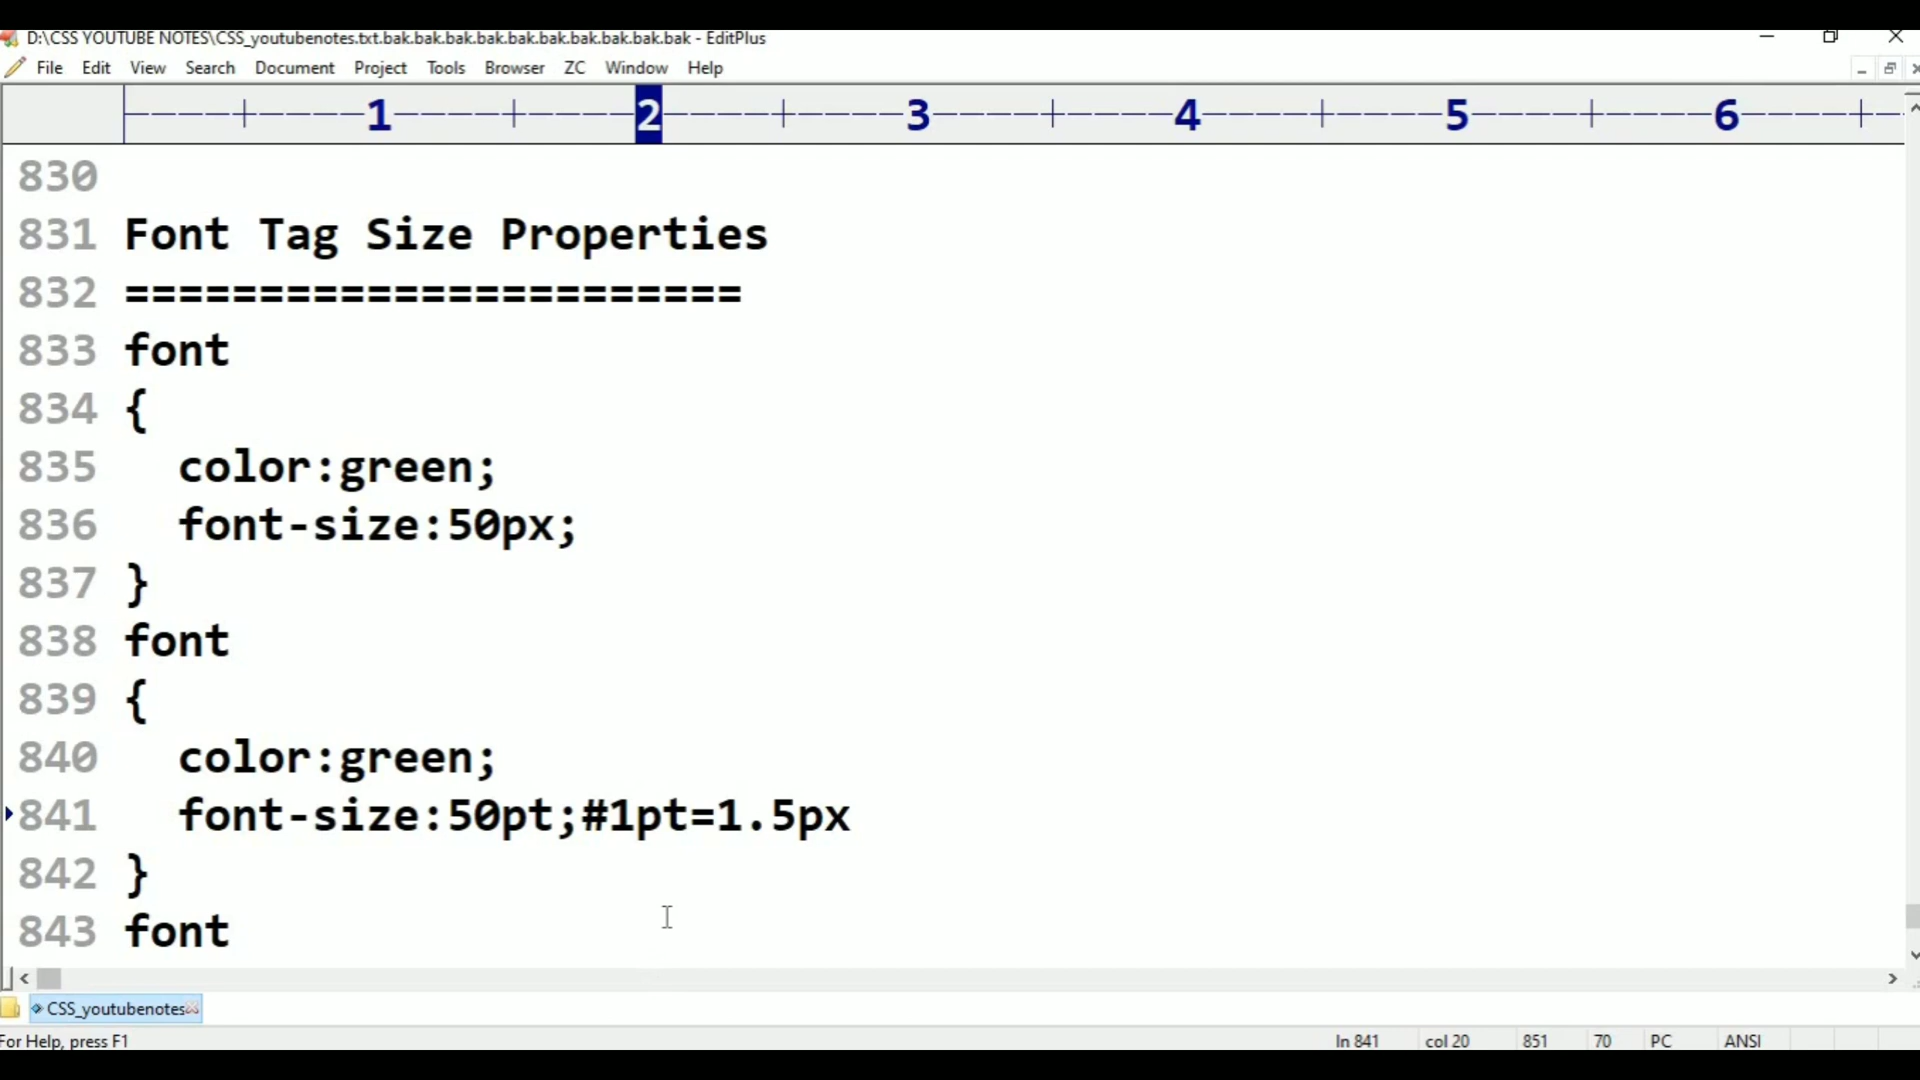 D:\CSS YOUTUBE NOTES\CSS_youtubenotes.txt.bak.bak.bak.bak.bak.bak.bak.bak.bak.bak - EditPlus
File Edit View Search Document Project Tools Browser ZC Window Help
1 2 3 4 5 6
830
831 Font Tag Size Properties
832 =======================
833 font
834 {
835 color:green;
836 font-size:50px;
837 }
838 font
839 {
840 color:green;
841 font-size:50pt;#1pt=1.5px
842 }
843 font
CSS_youtubenotes
For Help, press F1 ln 841 col 20 851 70 PC ANSI